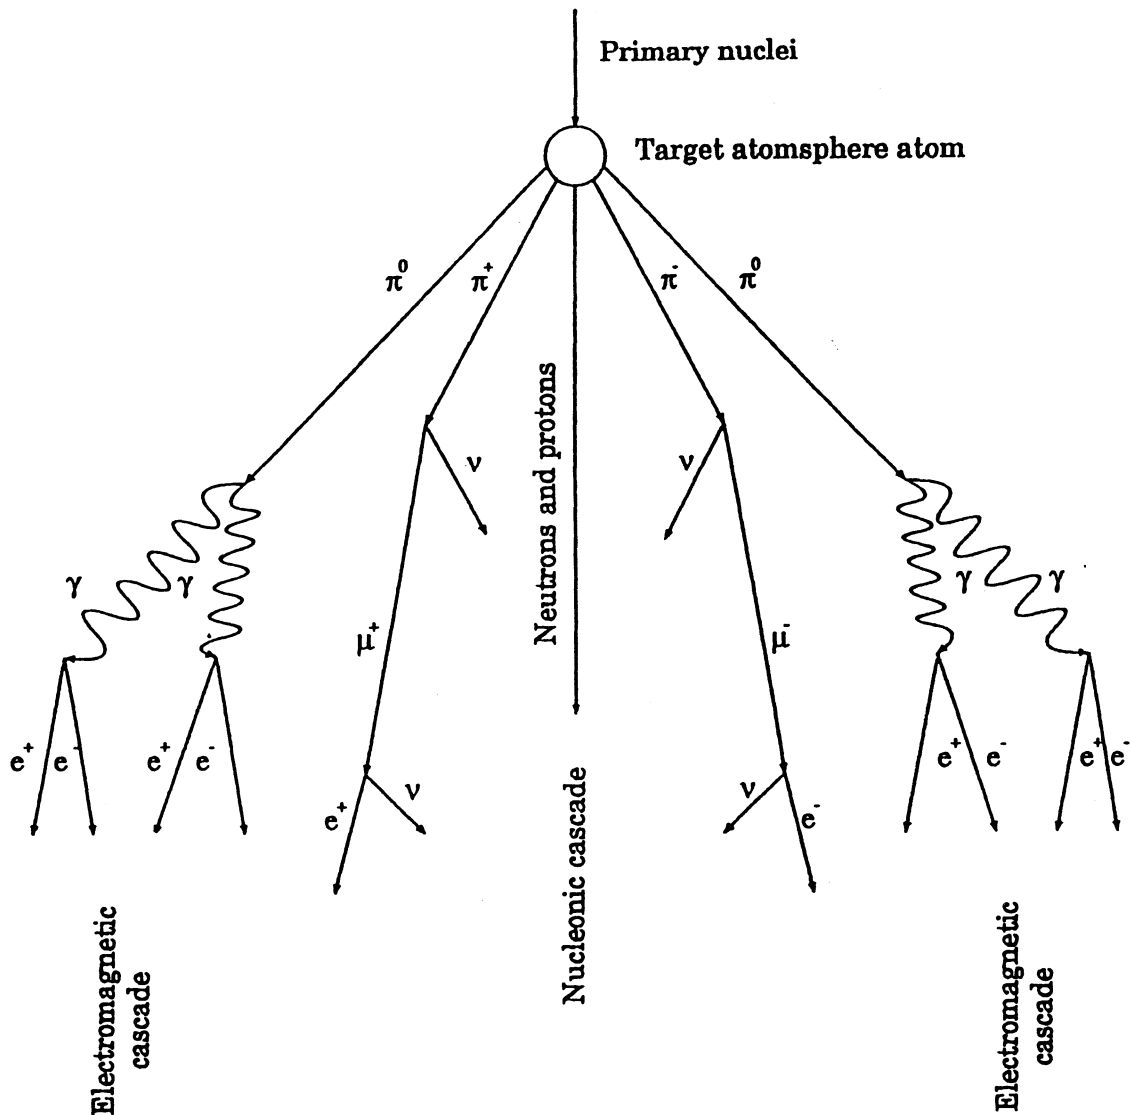 Primary nuclei
Target atomsphere atom
π⁰
π⁺
π⁻
π⁰
Neutrons and protons
ν
ν
γ
γ
γ
γ
μ⁺
μ⁻
e⁺
e⁻
e⁺
e⁻
e⁺
ν
ν
e⁻
e⁺
e⁻
e⁺
e⁻
Nucleonic cascade
Electromagnetic
cascade
Electromagnetic
cascade